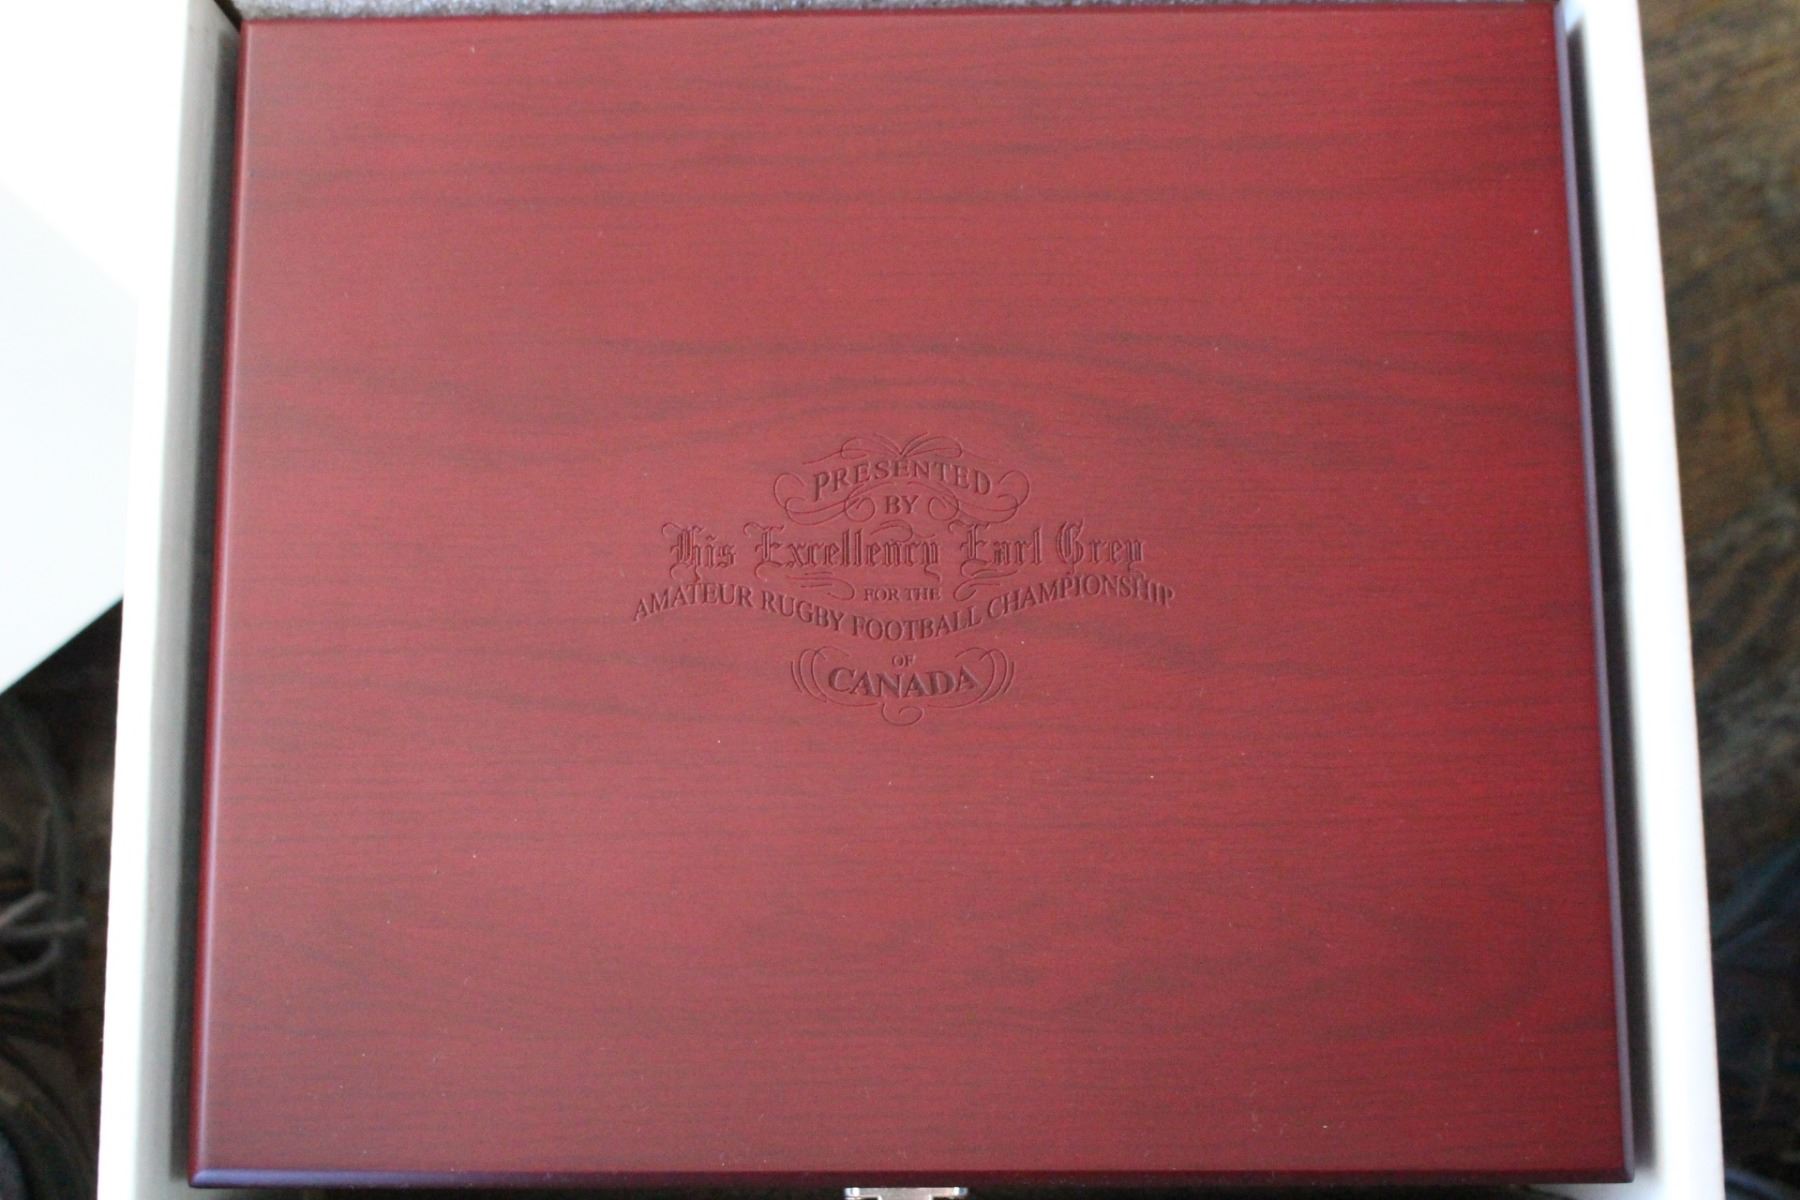 PRESENTED
BY
His Excellency Earl Grey
FOR THE
AMATEUR RUGBY FOOTBALL CHAMPIONSHIP
OF
CANADA